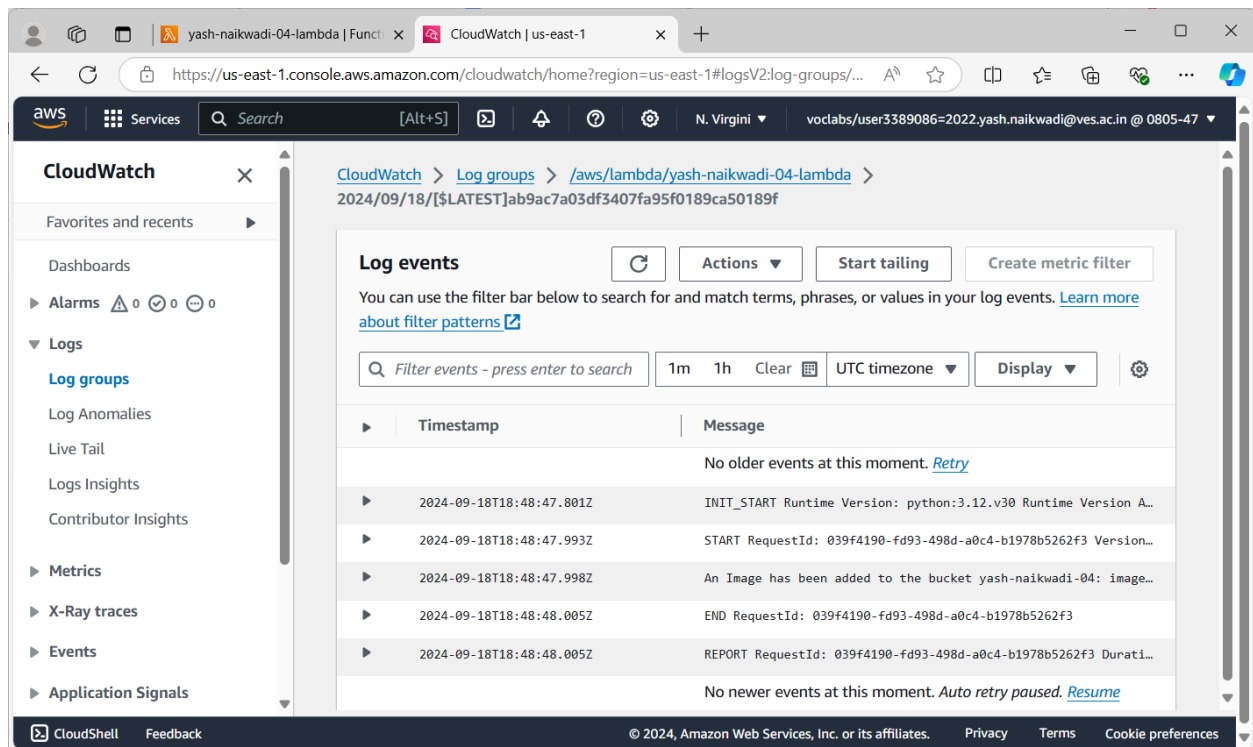 yash-naikwadi-04-lambda | Functi
CloudWatch | us-east-1
https://us-east-1.console.aws.amazon.com/cloudwatch/home?region=us-east-1#logsV2:log-groups/...
aws
Services
Search
[Alt+S]
N. Virgini
voclabs/user3389086=2022.yash.naikwadi@ves.ac.in @ 0805-47
CloudWatch
Favorites and recents
Dashboards
Alarms 0 0 0
Logs
Log groups
Log Anomalies
Live Tail
Logs Insights
Contributor Insights
Metrics
X-Ray traces
Events
Application Signals
CloudWatch > Log groups > /aws/lambda/yash-naikwadi-04-lambda >
2024/09/18/[$LATEST]ab9ac7a03df3407fa95f0189ca50189f
Log events
Actions
Start tailing
Create metric filter
You can use the filter bar below to search for and match terms, phrases, or values in your log events. Learn more
about filter patterns
Filter events - press enter to search
1m 1h Clear
UTC timezone
Display
Timestamp Message
No older events at this moment. Retry
2024-09-18T18:48:47.801Z INIT_START Runtime Version: python:3.12.v30 Runtime Version A…
2024-09-18T18:48:47.993Z START RequestId: 039f4190-fd93-498d-a0c4-b1978b5262f3 Version…
2024-09-18T18:48:47.998Z An Image has been added to the bucket yash-naikwadi-04: image…
2024-09-18T18:48:48.005Z END RequestId: 039f4190-fd93-498d-a0c4-b1978b5262f3
2024-09-18T18:48:48.005Z REPORT RequestId: 039f4190-fd93-498d-a0c4-b1978b5262f3 Durati…
No newer events at this moment. Auto retry paused. Resume
CloudShell Feedback © 2024, Amazon Web Services, Inc. or its affiliates. Privacy Terms Cookie preferences